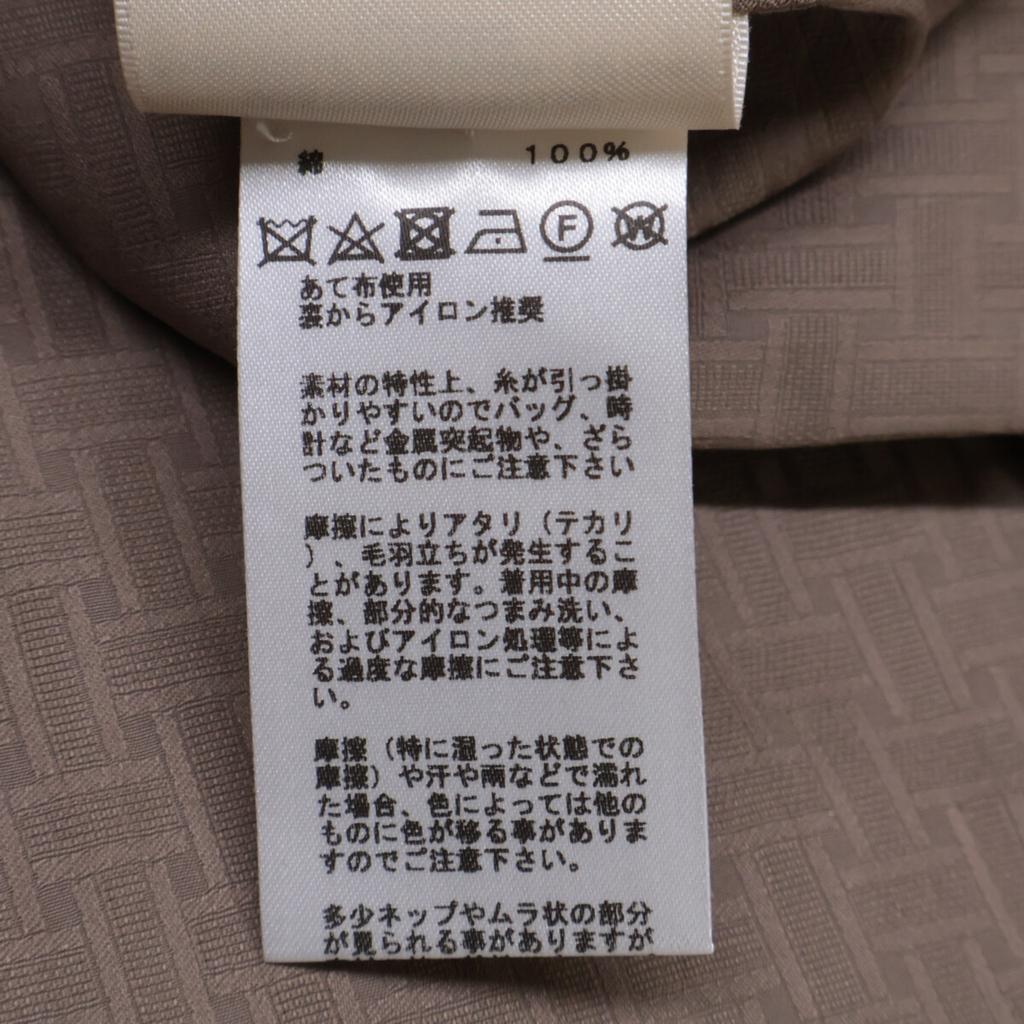 綿 100%
F W
あて布使用
裏からアイロン推奨
素材の特性上、糸が引っ掛
かりやすいのでバッグ、時
計など金属突起物や、ざら
ついたものにご注意下さい
摩擦によりアタリ（テカリ
）、毛羽立ちが発生するこ
とがあります。着用中の摩
擦、部分的なつまみ洗い、
およびアイロン処理等によ
る過度な摩擦にご注意下さ
い。
摩擦（特に湿った状態での
摩擦）や汗や雨などで濡れ
た場合、色によっては他の
ものに色が移る事がありま
すのでご注意下さい。
多少ネップやムラ状の部分
が見られる事がありますが